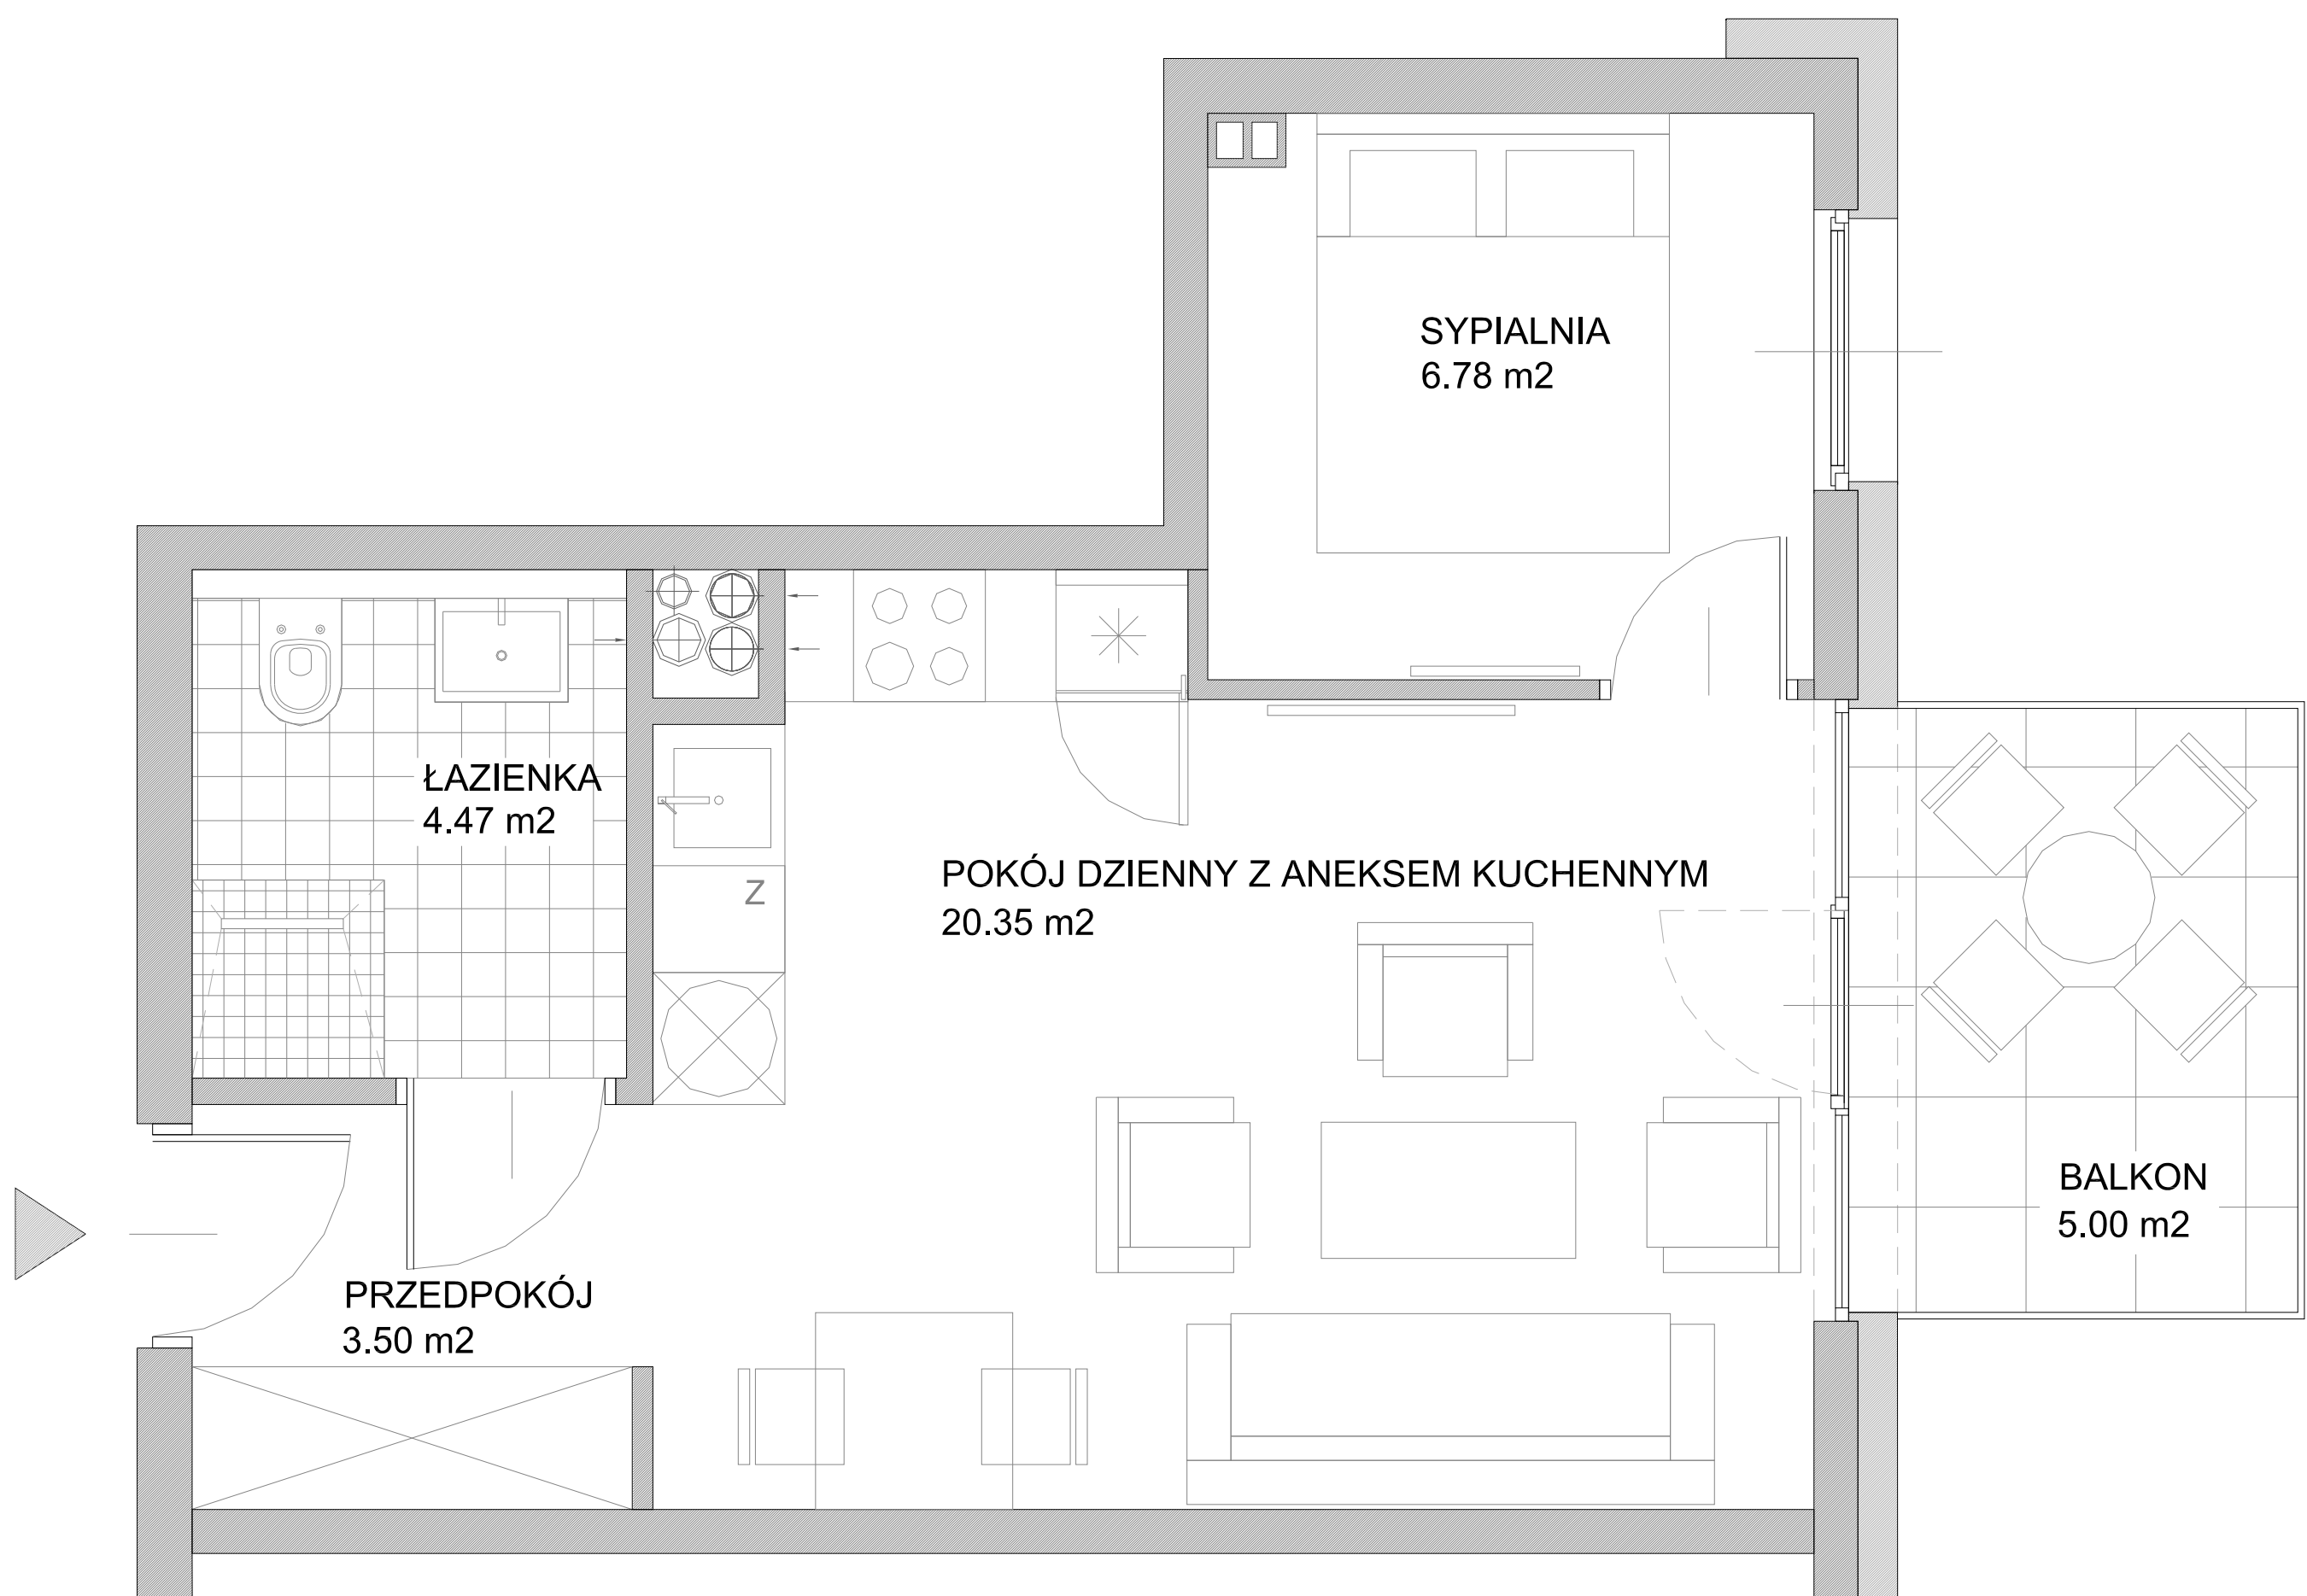 SYPIALNIA
6.78 m2
ŁAZIENKA
4.47 m2
Z
POKÓJ DZIENNY Z ANEKSEM KUCHENNYM
20.35 m2
BALKON
5.00 m2
PRZEDPOKÓJ
3.50 m2